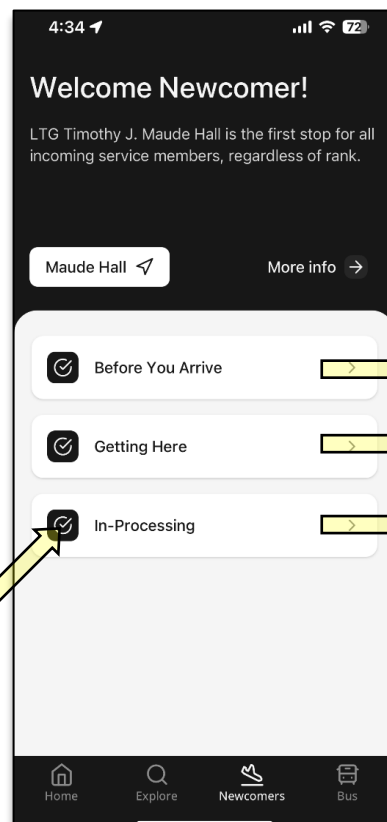 4:34
72
Welcome Newcomer!
LTG Timothy J. Maude Hall is the first stop for all
incoming service members, regardless of rank.
Maude Hall
More info
Before You Arrive
Getting Here
In-Processing
Home Explore Newcomers Bus